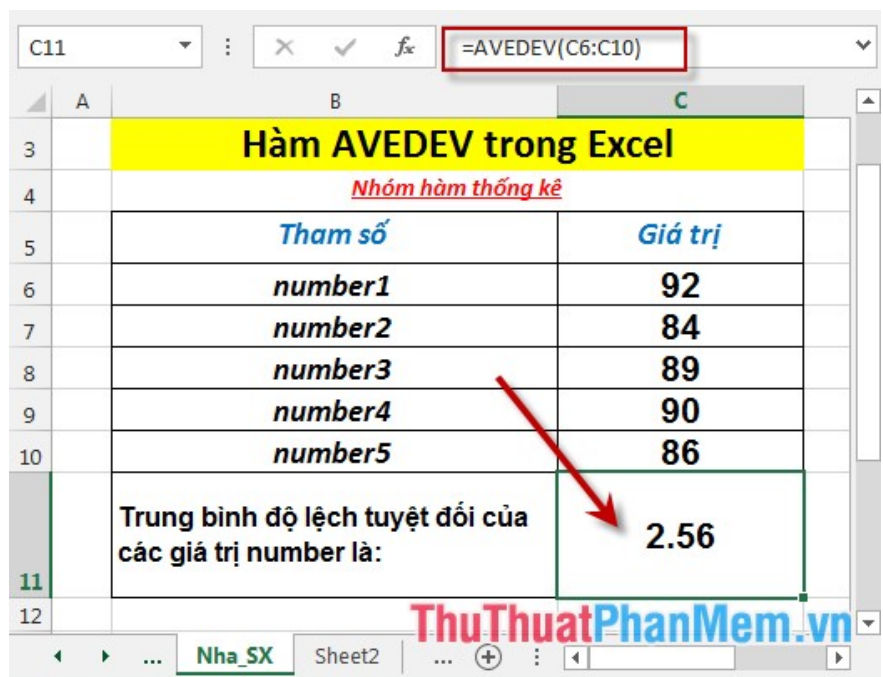 C11 fx =AVEDEV(C6:C10)
A B C
3 Hàm AVEDEV trong Excel
4 Nhóm hàm thống kê
5 Tham số Giá trị
6 number1 92
7 number2 84
8 number3 89
9 number4 90
10 number5 86
Trung bình độ lệch tuyệt đối của
các giá trị number là: 2.56
11
12
ThuThuatPhanMem.vn
... Nha_SX Sheet2 ...